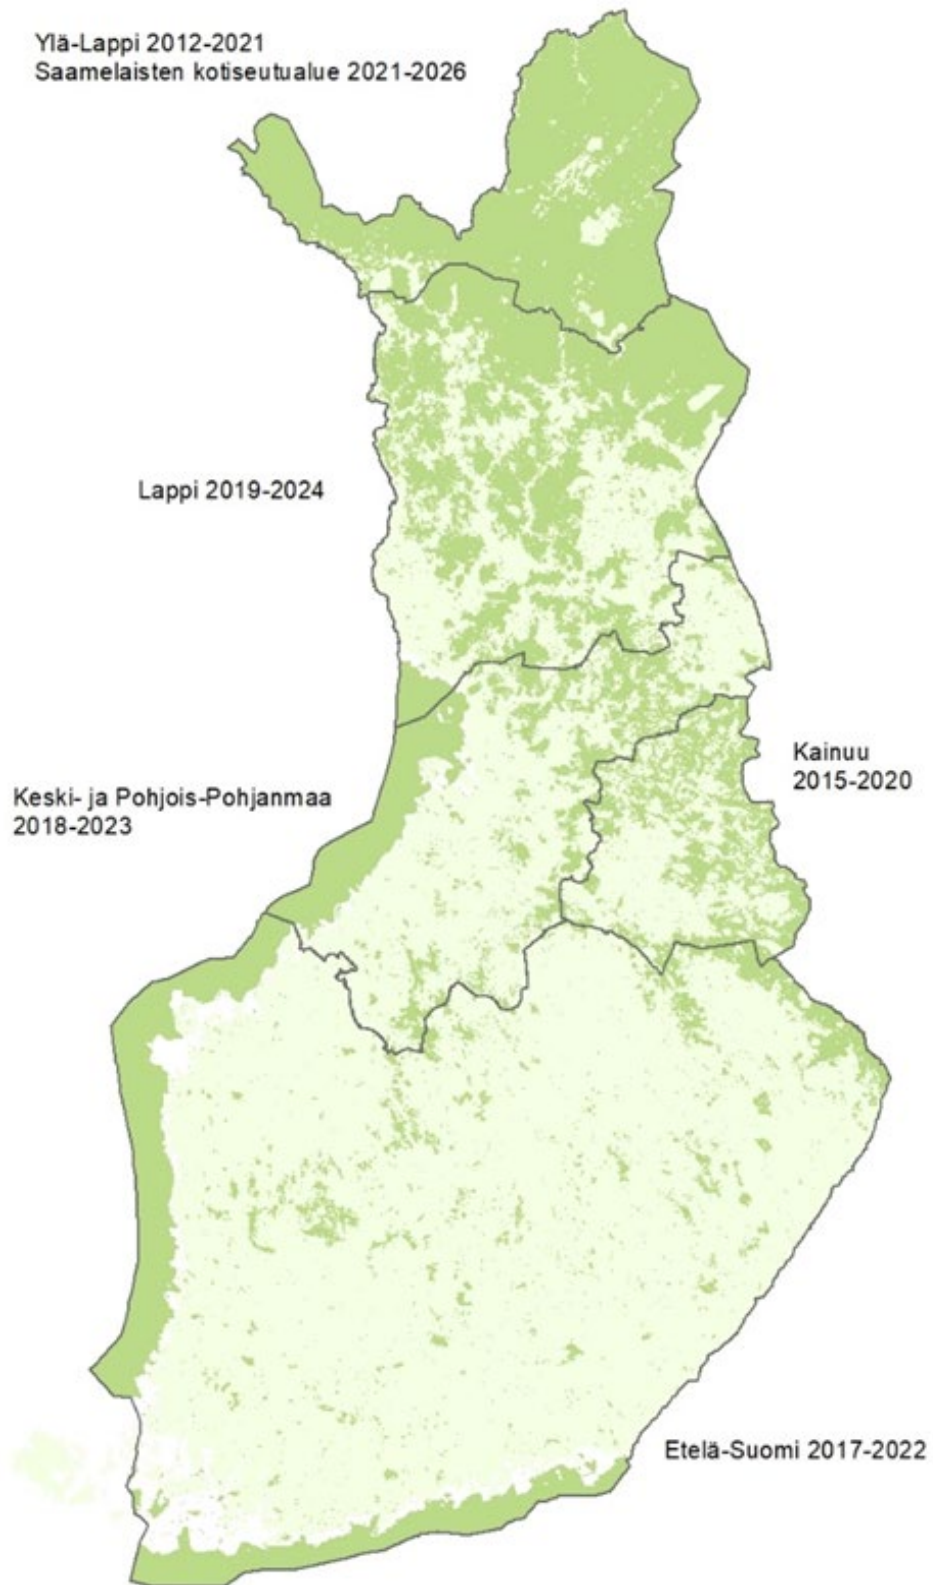 Ylä-Lappi 2012-2021
Saamelaisten kotiseutualue 2021-2026
Lappi 2019-2024
Kainuu
2015-2020
Keski- ja Pohjois-Pohjanmaa
2018-2023
Etelä-Suomi 2017-2022